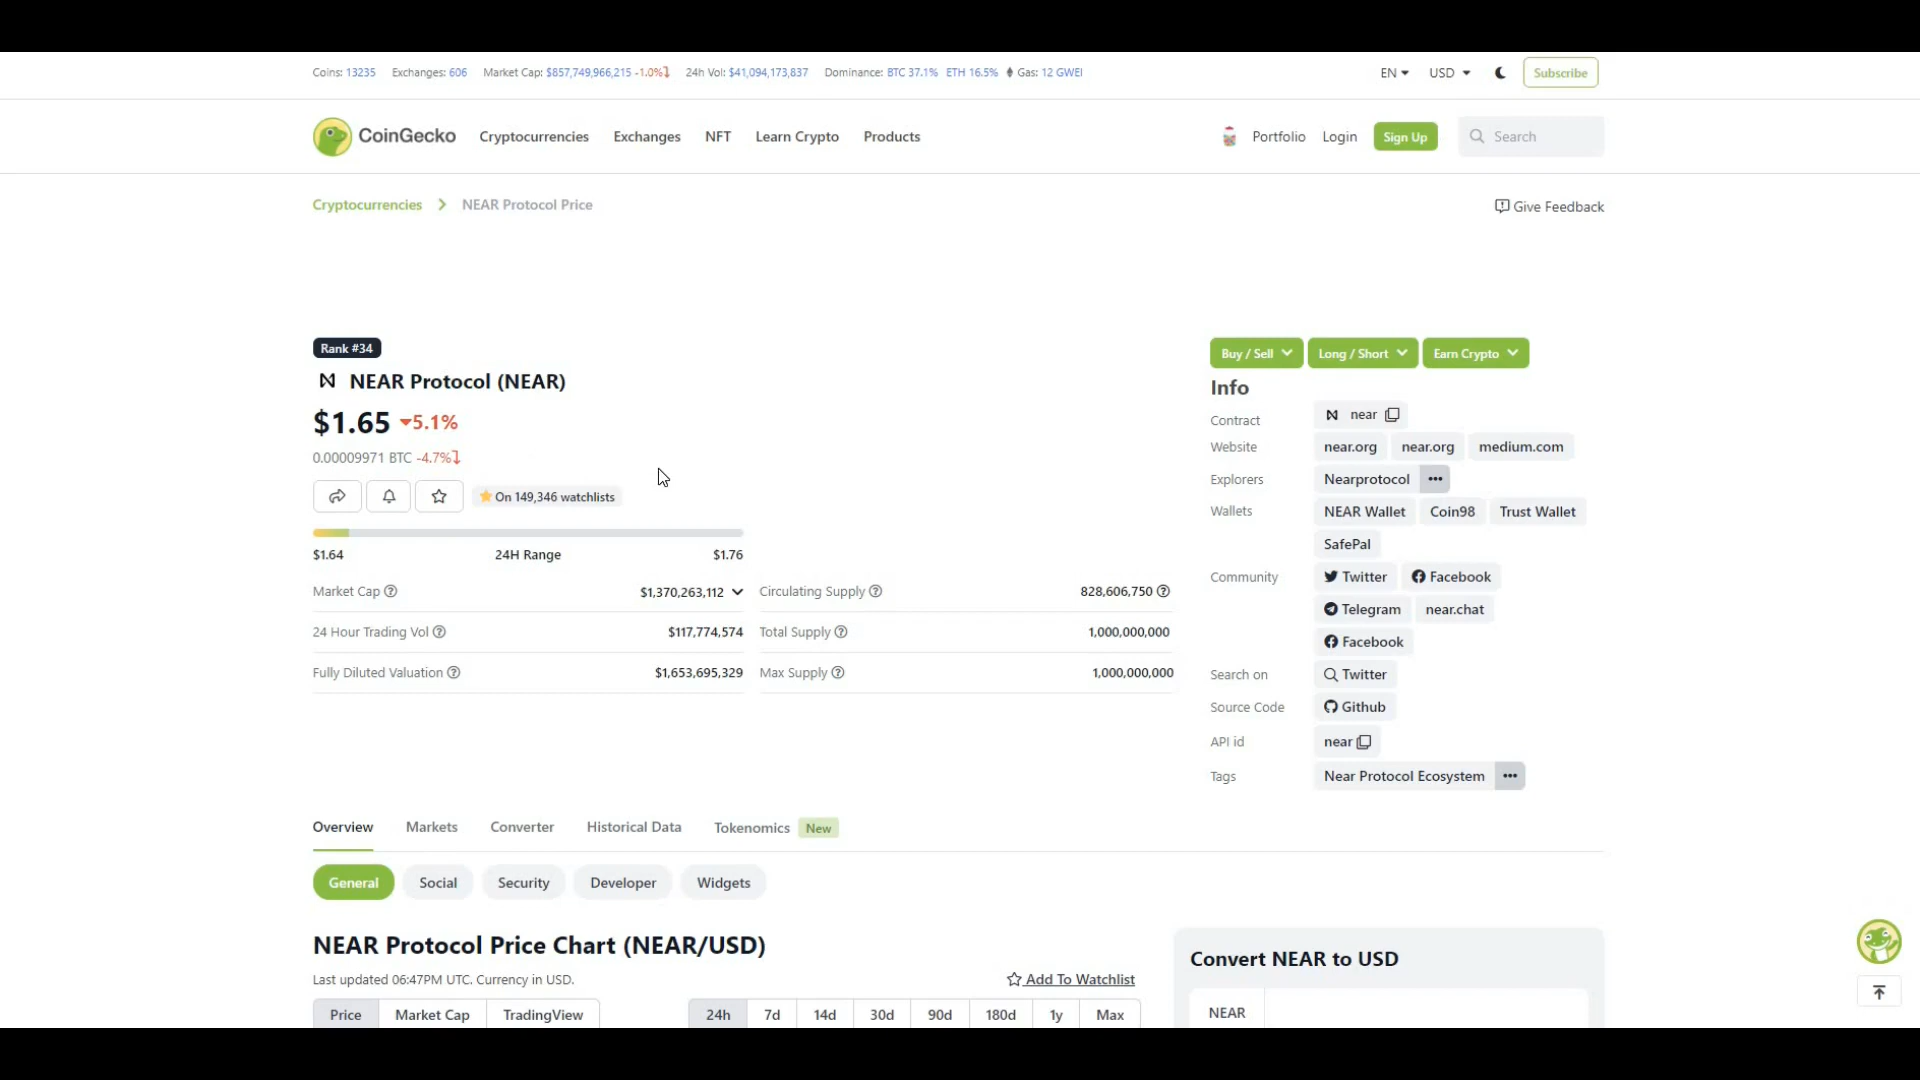 Coins: 13235 Exchanges: 606 Market Cap: $857,749,966,215 -1.0% 24h Vol: $41,094,173,837 Dominance: BTC 37.1% ETH 16.5% Gas: 12 GWEI EN USD Subscribe
CoinGecko Cryptocurrencies Exchanges NFT Learn Crypto Products Portfolio Login Sign Up Search
Cryptocurrencies NEAR Protocol Price Give Feedback
Rank #34
NEAR Protocol (NEAR)
$1.65 5.1%
0.00009971 BTC -4.7%
On 149,346 watchlists
$1.64 24H Range $1.76
Market Cap $1,370,263,112
24 Hour Trading Vol $117,774,574
Fully Diluted Valuation $1,653,695,329
Circulating Supply 828,606,750
Total Supply 1,000,000,000
Max Supply 1,000,000,000
Buy / Sell Long / Short Earn Crypto
Info
Contract near
Website near.org near.org medium.com
Explorers Nearprotocol
Wallets NEAR Wallet Coin98 Trust Wallet
SafePal
Community Twitter Facebook
Telegram near.chat
Facebook
Search on Twitter
Source Code Github
API id near
Tags Near Protocol Ecosystem
Overview Markets Converter Historical Data Tokenomics New
General Social Security Developer Widgets
NEAR Protocol Price Chart (NEAR/USD)
Last updated 06:47PM UTC. Currency in USD. Add To Watchlist
Price Market Cap TradingView 24h 7d 14d 30d 90d 180d 1y Max
Convert NEAR to USD
NEAR